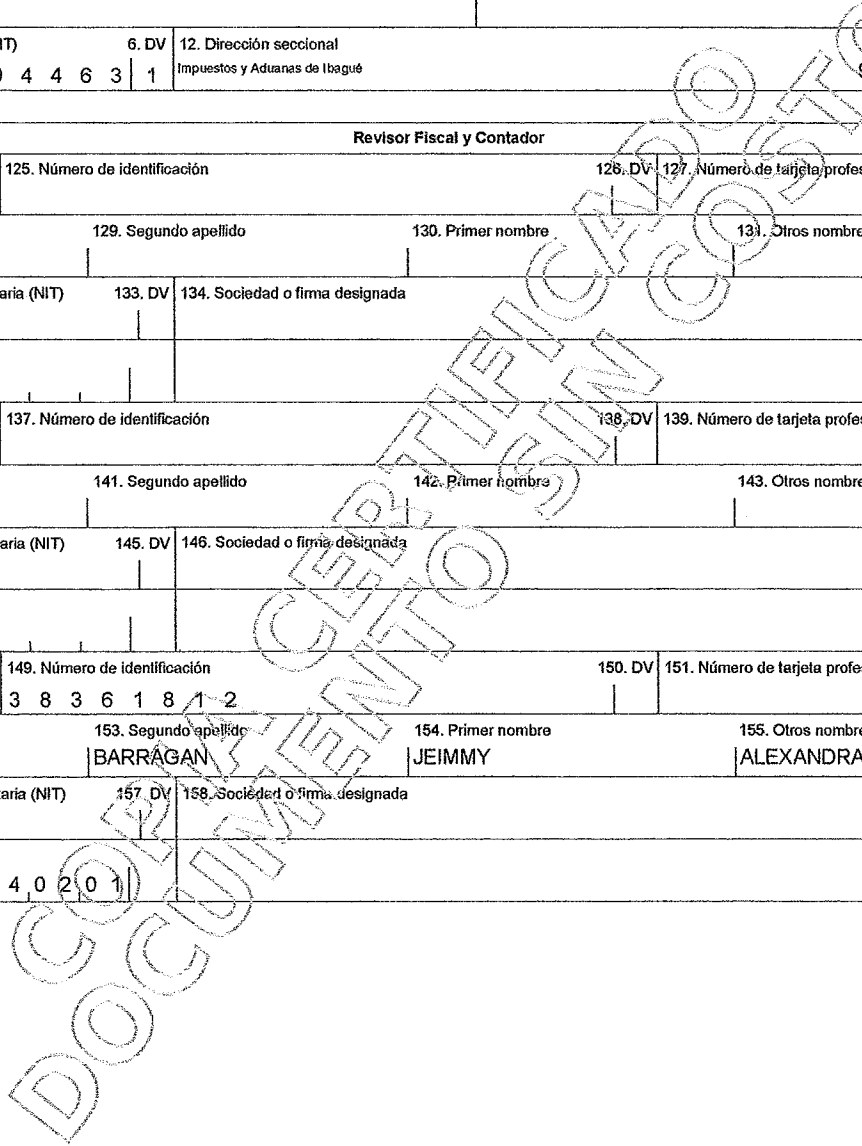 IT) 6. DV 12. Dirección seccional
4 4 6 3 1 Impuestos y Aduanas de Ibagué
Revisor Fiscal y Contador
125. Número de identificación 126. DV 127. Número de tarjeta profes
129. Segundo apellido 130. Primer nombre 131. Otros nombre
aria (NIT) 133. DV 134. Sociedad o firma designada
137. Número de identificación 138. DV 139. Número de tarjeta profes
141. Segundo apellido 142. Primer nombre 143. Otros nombre
aria (NIT) 145. DV 146. Sociedad o firma designada
149. Número de identificación 150. DV 151. Número de tarjeta profes
3 8 3 6 1 8 1 2
153. Segundo apellido 154. Primer nombre 155. Otros nombre
BARRAGAN JEIMMY ALEXANDRA
taria (NIT) 157. DV 158. Sociedad o firma designada
4 0 2 0 1
COPIA CERTIFICADO
DOCUMENTO SIN COSTO